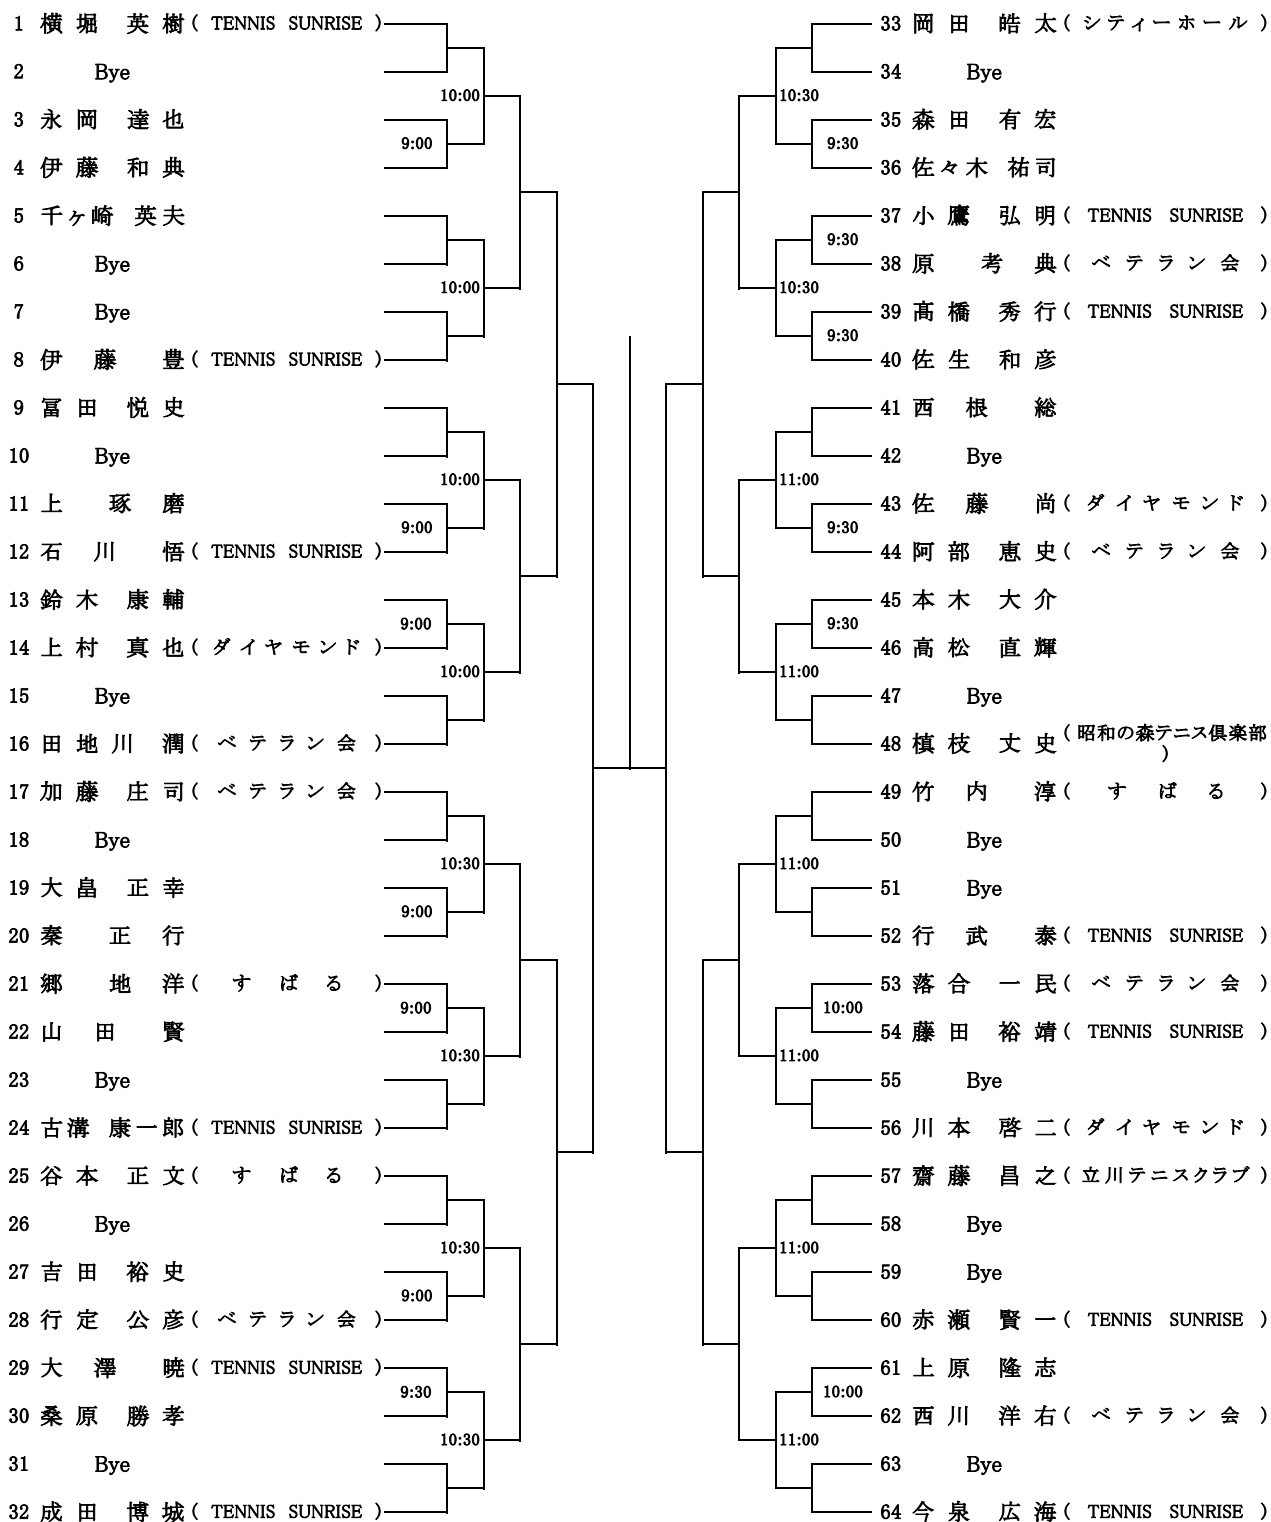 1 横堀 英樹 ( TENNIS SUNRISE )
2 Bye
10:00
3 永岡 達也
9:00
4 伊藤 和典
5 千ヶ崎 英夫
6 Bye
10:00
7 Bye
8 伊藤 豊 ( TENNIS SUNRISE )
9 冨田 悦史
10 Bye
10:00
11 上 琢磨
9:00
12 石川 悟 ( TENNIS SUNRISE )
13 鈴木 康輔
9:00
14 上村 真也 ( ダイヤモンド )
10:00
15 Bye
16 田地川 潤 ( ベテラン会 )
17 加藤 庄司 ( ベテラン会 )
18 Bye
10:30
19 大畠 正幸
9:00
20 秦 正行
21 郷地 洋 ( すばる )
9:00
22 山田 賢
10:30
23 Bye
24 古溝 康一郎 ( TENNIS SUNRISE )
25 谷本 正文 ( すばる )
26 Bye
10:30
27 吉田 裕史
9:00
28 行定 公彦 ( ベテラン会 )
29 大澤 暁 ( TENNIS SUNRISE )
9:30
30 桑原 勝孝
10:30
31 Bye
32 成田 博城 ( TENNIS SUNRISE )
33 岡田 皓太 ( シティーホール )
34 Bye
10:30
35 森田 有宏
9:30
36 佐々木 祐司
37 小鷹 弘明 ( TENNIS SUNRISE )
9:30
38 原 考典 ( ベテラン会 )
10:30
39 髙橋 秀行 ( TENNIS SUNRISE )
9:30
40 佐生 和彦
41 西根 総
42 Bye
11:00
43 佐藤 尚 ( ダイヤモンド )
9:30
44 阿部 恵史 ( ベテラン会 )
45 本木 大介
9:30
46 高松 直輝
11:00
47 Bye
48 槙枝 丈史 ( 昭和の森テニス倶楽部
)
49 竹内 淳 ( すばる )
50 Bye
11:00
51 Bye
52 行武 泰 ( TENNIS SUNRISE )
53 落合 一民 ( ベテラン会 )
10:00
54 藤田 裕靖 ( TENNIS SUNRISE )
11:00
55 Bye
56 川本 啓二 ( ダイヤモンド )
57 齋藤 昌之 ( 立川テニスクラブ )
58 Bye
11:00
59 Bye
60 赤瀬 賢一 ( TENNIS SUNRISE )
61 上原 隆志
10:00
62 西川 洋右 ( ベテラン会 )
11:00
63 Bye
64 今泉 広海 ( TENNIS SUNRISE )